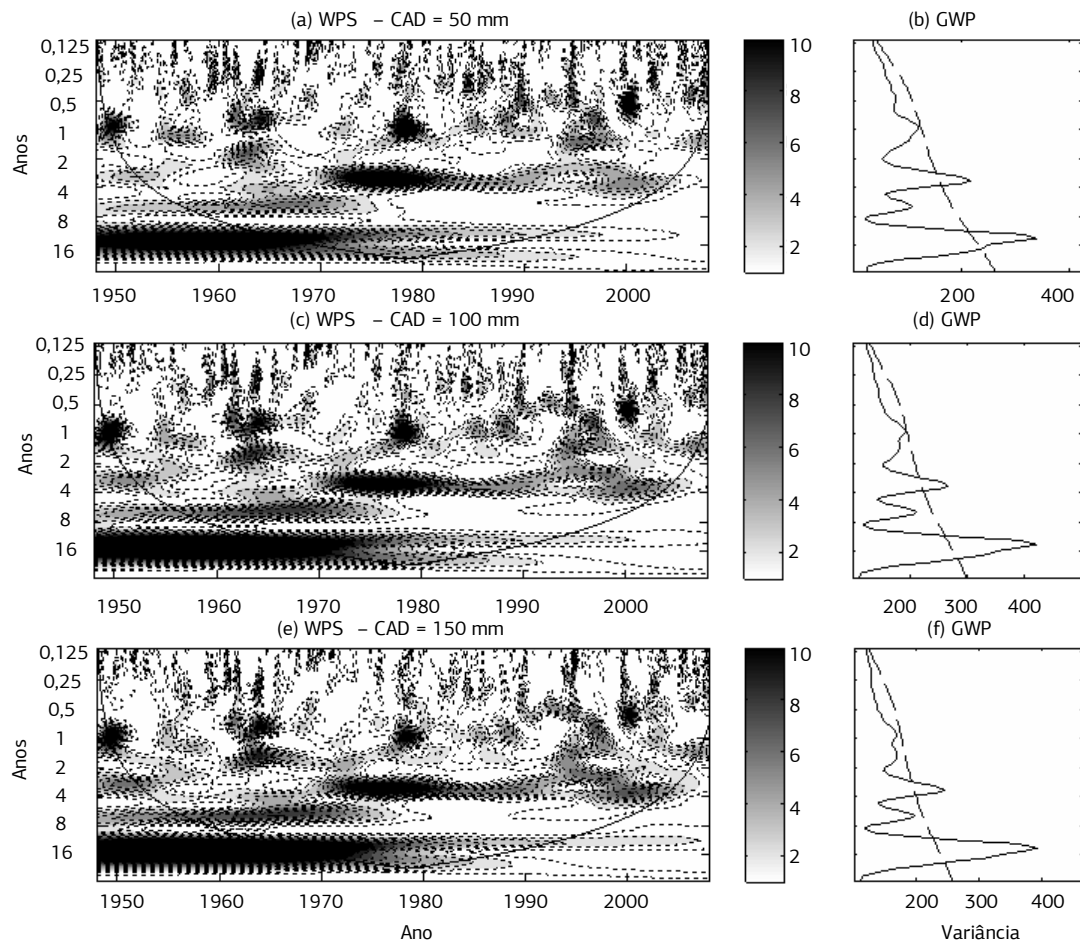 (a) WPS – CAD = 50 mm
(b) GWP
Anos
0,125
0,25
0,5
1
2
4
8
16
1950 1960 1970 1980 1990 2000
10
8
6
4
2
200 400
(c) WPS – CAD = 100 mm
(d) GWP
Anos
0,125
0,25
0,5
1
2
4
8
16
1950 1960 1970 1980 1990 2000
10
8
6
4
2
200 300 400
(e) WPS – CAD = 150 mm
(f) GWP
Anos
0,125
0,25
0,5
1
2
4
8
16
1950 1960 1970 1980 1990 2000
10
8
6
4
2
200 300 400
Ano
Variância